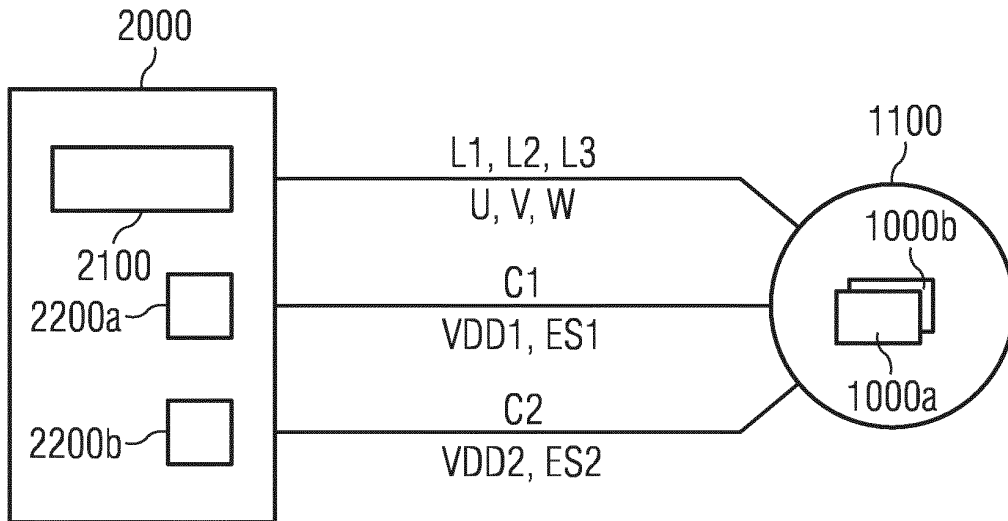 2000
L1, L2, L3
U, V, W
1100
1000b
2100
2200a
C1
VDD1, ES1
1000a
2200b
C2
VDD2, ES2